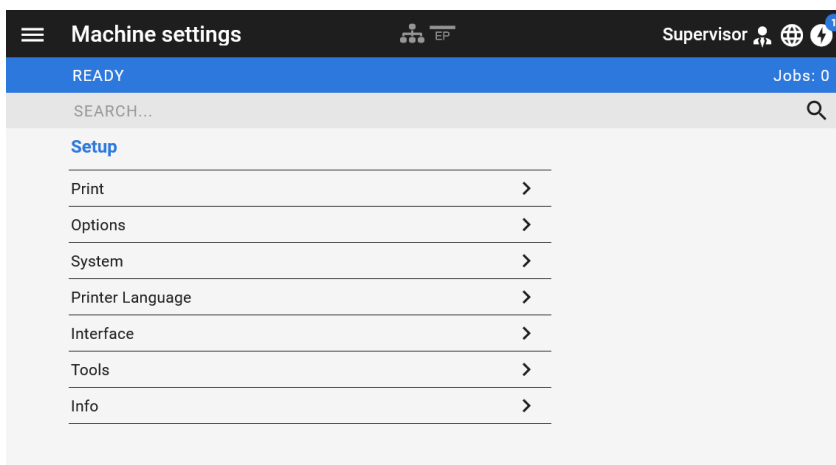 Machine settings EP Supervisor 1
READY Jobs: 0
SEARCH...
Setup
Print
Options
System
Printer Language
Interface
Tools
Info